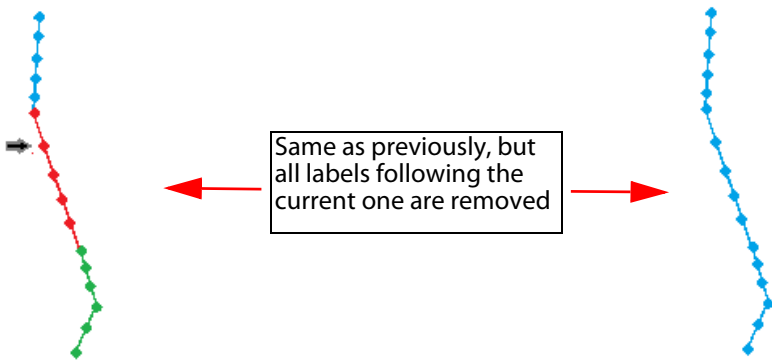 Same as previously, but
all labels following the
current one are removed